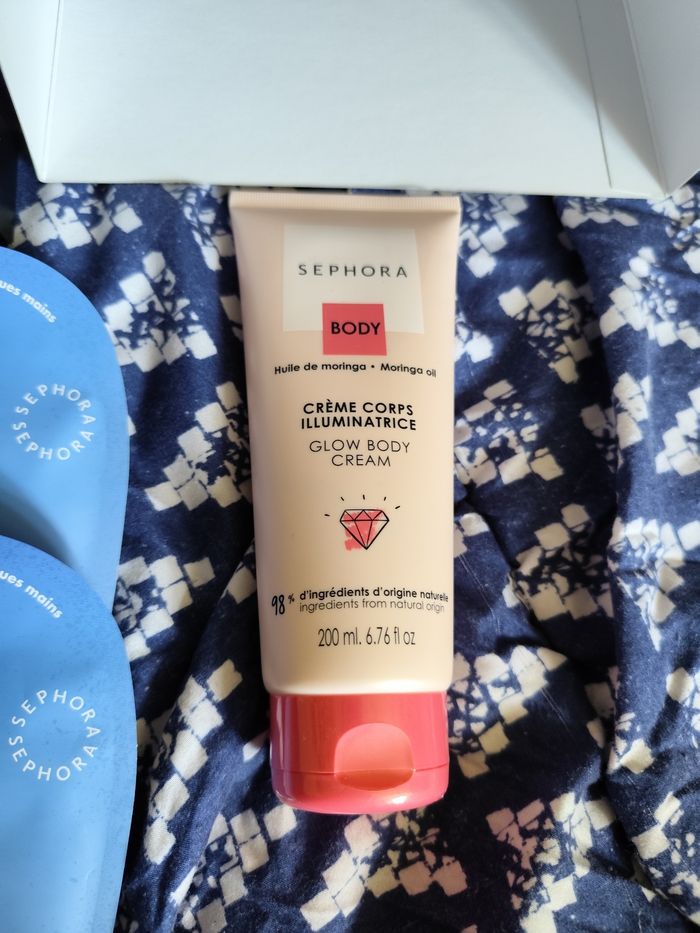 SEPHORA
BODY
Huile de moringa • Moringa oil
CRÈME CORPS
ILLUMINATRICE
GLOW BODY
CREAM
98% d'ingrédients d'origine naturelle
ingredients from natural origin
200 ml. 6.76 fl oz
mains
SEPHORA
SEPHORA
mains
SEPHORA
SEPHORA